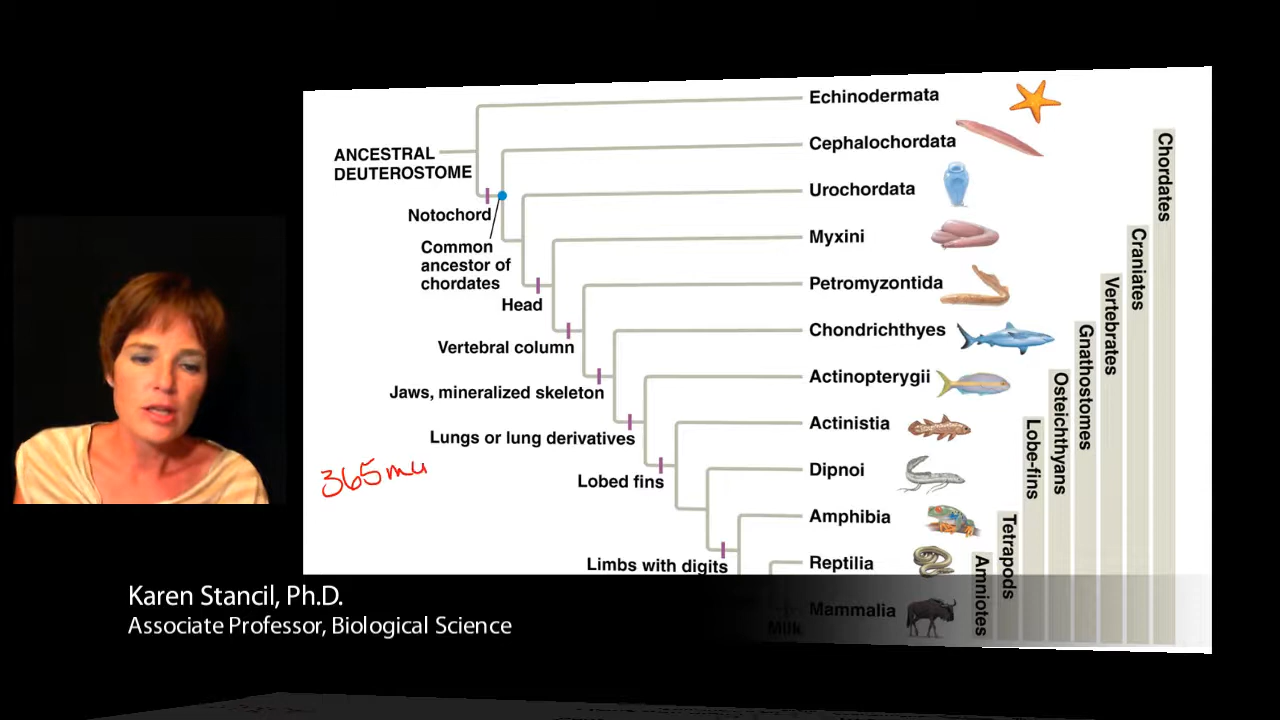 Echinodermata
Cephalochordata
ANCESTRAL
DEUTEROSTOME
Urochordata
Notochord
Common
ancestor of
chordates
Myxini
Head
Petromyzontida
Vertebral column
Chondrichthyes
Jaws, mineralized skeleton
Actinopterygii
Lungs or lung derivatives
Actinistia
365mu
Lobed fins
Dipnoi
Amphibia
Limbs with digits
Reptilia
Mammalia
Chordates
Craniates
Vertebrates
Gnathostomes
Osteichthyans
Lobe-fins
Tetrapods
Amniotes
Karen Stancil, Ph.D.
Associate Professor, Biological Science